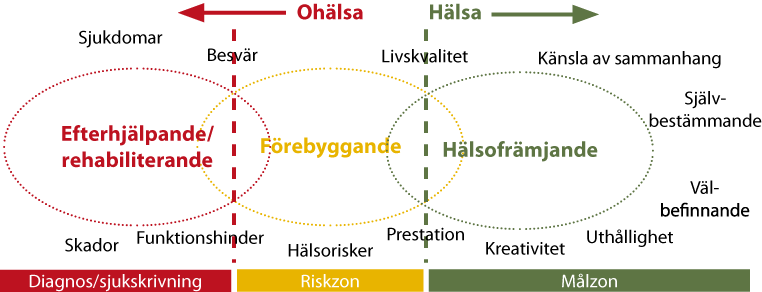 Ohälsa
Hälsa
Sjukdomar
Besvär
Livskvalitet
Känsla av sammanhang
Själv-
bestämmande
Efterhjälpande/
rehabiliterande
Förebyggande
Hälsofrämjande
Väl-
befinnande
Skador
Funktionshinder
Hälsorisker
Prestation
Kreativitet
Uthållighet
Diagnos/sjukskrivning
Riskzon
Målzon